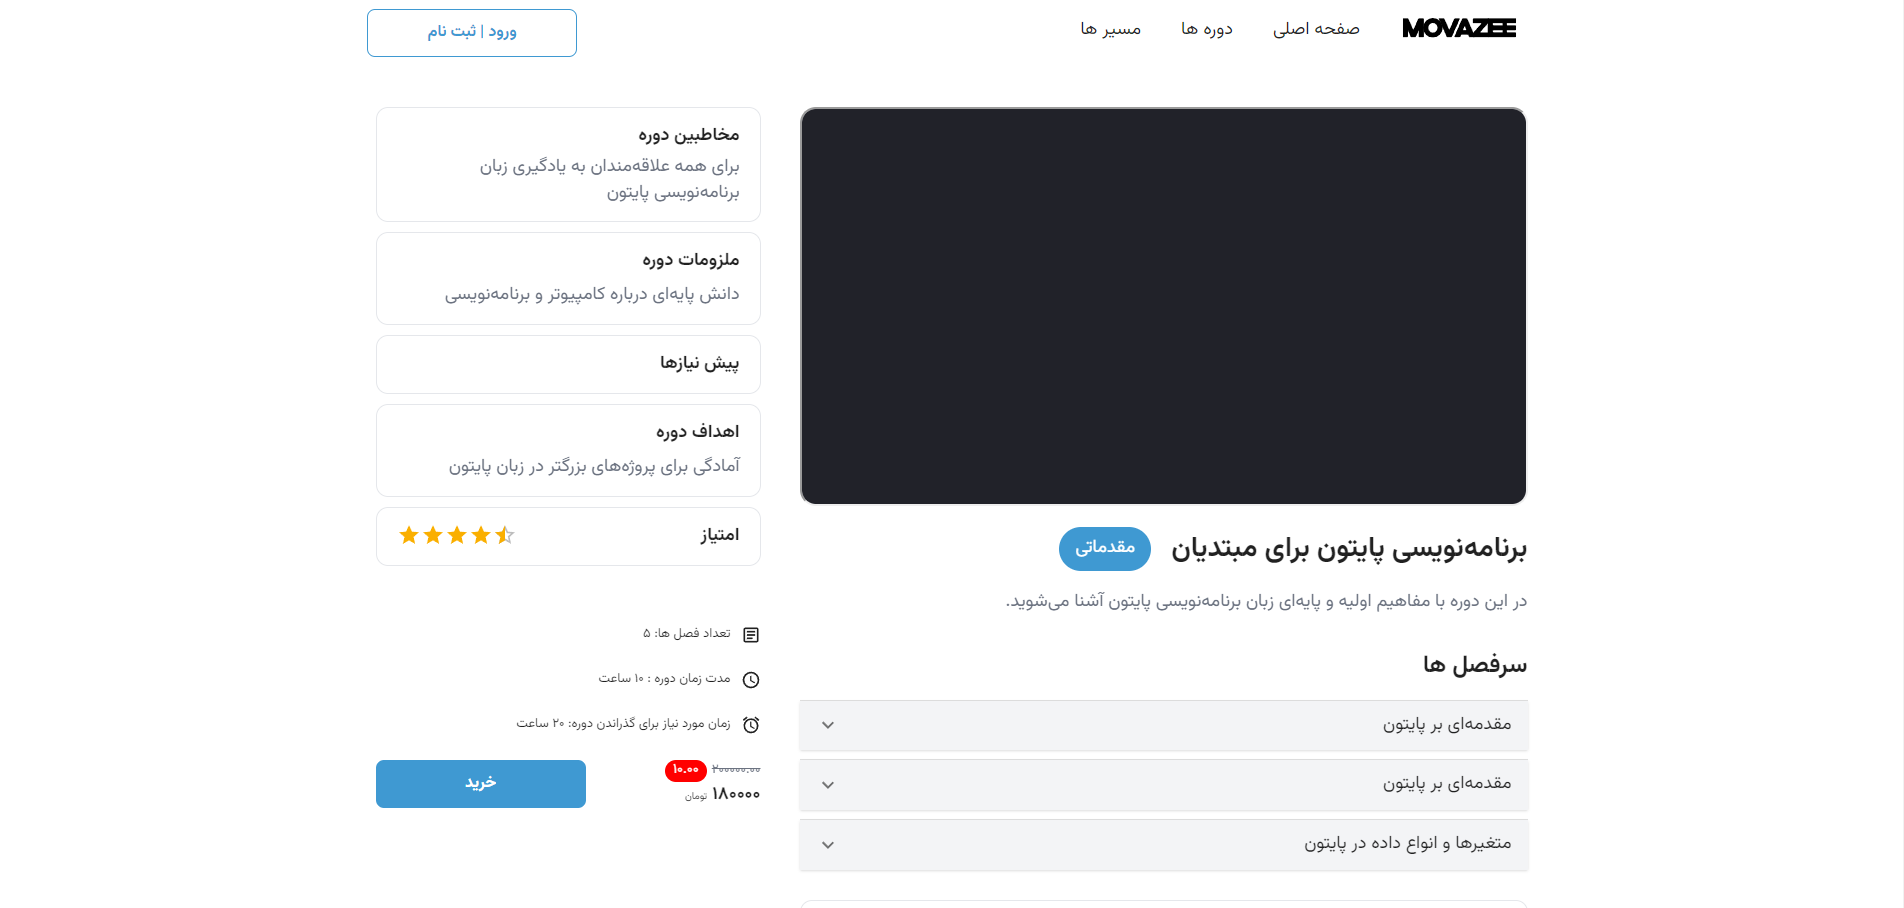 MOVAZEE
صفحه اصلی
دوره ها
مسیر ها
ورود | ثبت نام
برنامه‌نویسی پایتون برای مبتدیان
مقدماتی
در این دوره با مفاهیم اولیه و پایه‌ای زبان برنامه‌نویسی پایتون آشنا می‌شوید.
سرفصل ها
مقدمه‌ای بر پایتون
مقدمه‌ای بر پایتون
متغیرها و انواع داده در پایتون
مخاطبین دوره
برای همه علاقه‌مندان به یادگیری زبان
برنامه‌نویسی پایتون
ملزومات دوره
دانش پایه‌ای درباره کامپیوتر و برنامه‌نویسی
پیش نیازها
اهداف دوره
آمادگی برای پروژه‌های بزرگتر در زبان پایتون
امتیاز
تعداد فصل ها: ۵
مدت زمان دوره : ۱۰ ساعت
زمان مورد نیاز برای گذراندن دوره: ۲۰ ساعت
۲۰۰۰۰۰.۰۰
۱۰.۰۰
۱۸۰۰۰۰ تومان
خرید